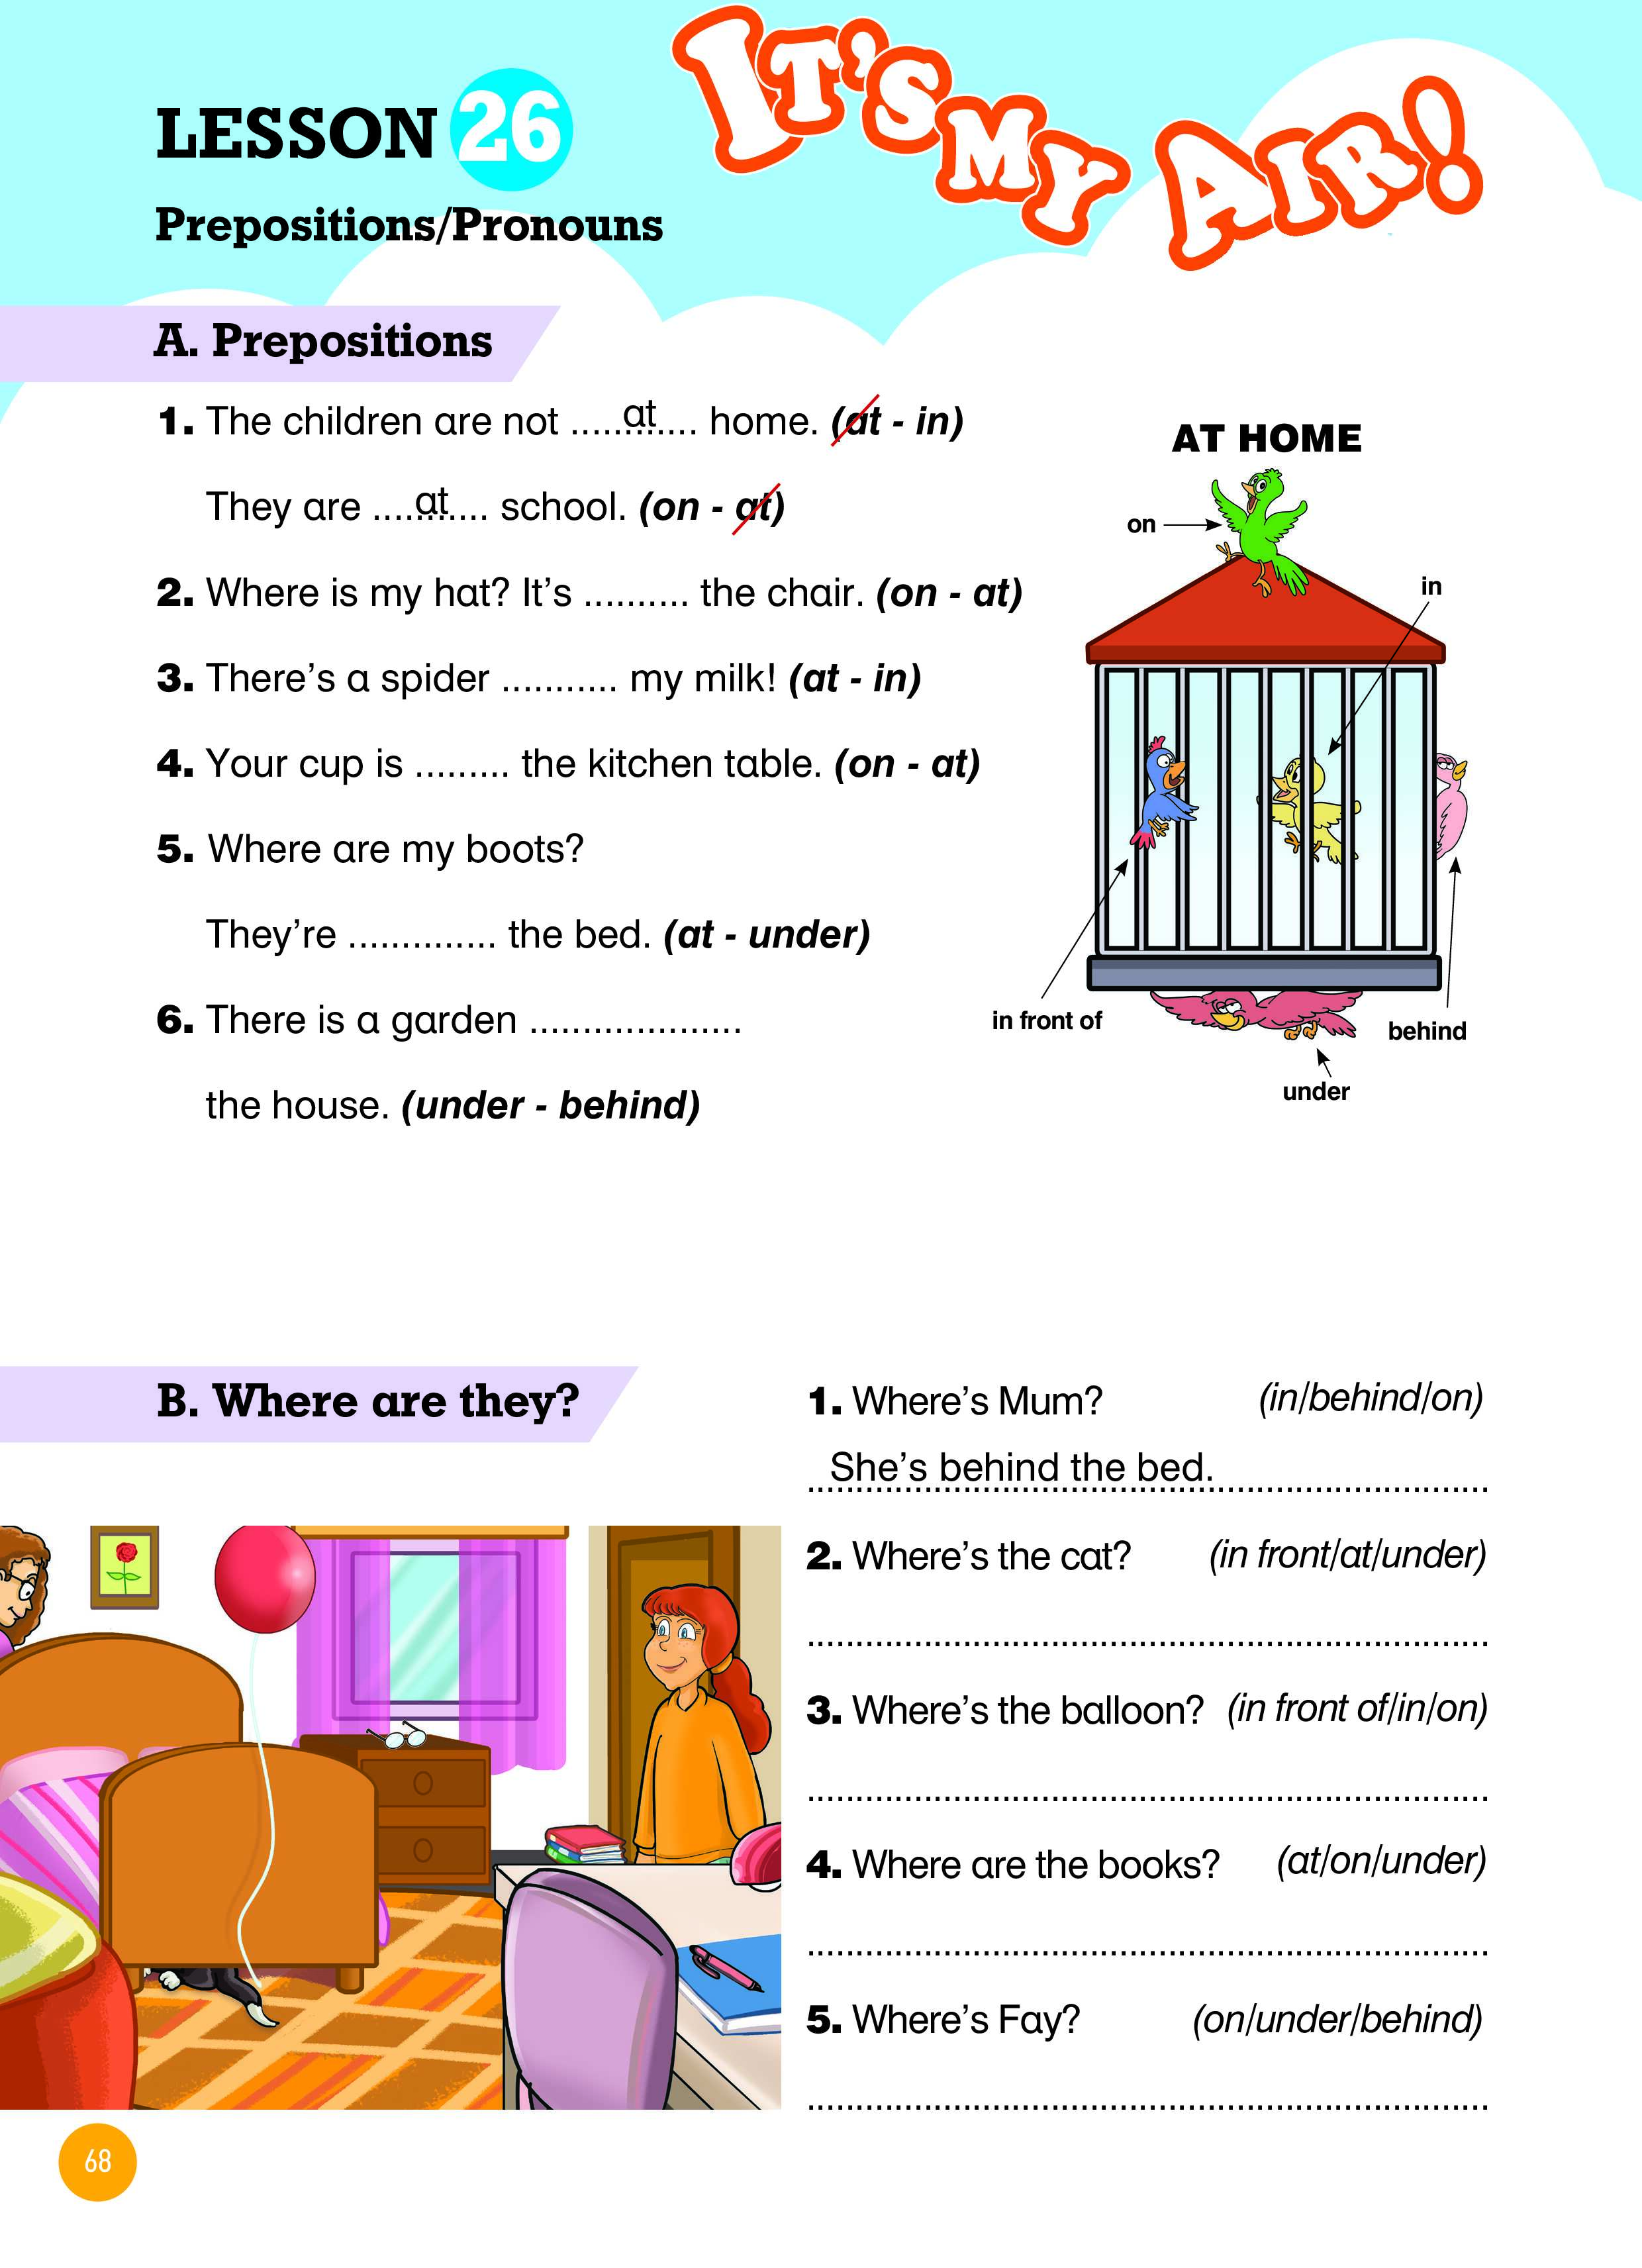 LESSON 26
IT'S MY AIR!
Prepositions/Pronouns
A. Prepositions
1. The children are not ....at.... home. (at - in)
They are ....at.... school. (on - at)
2. Where is my hat? It's .......... the chair. (on - at)
3. There's a spider ........... my milk! (at - in)
4. Your cup is ......... the kitchen table. (on - at)
5. Where are my boots?
They're .............. the bed. (at - under)
6. There is a garden ....................
the house. (under - behind)
AT HOME
on
in
in front of
behind
under
B. Where are they?
1. Where's Mum? (in/behind/on)
She's behind the bed.
2. Where's the cat? (in front/at/under)
3. Where's the balloon? (in front of/in/on)
4. Where are the books? (at/on/under)
5. Where's Fay? (on/under/behind)
68